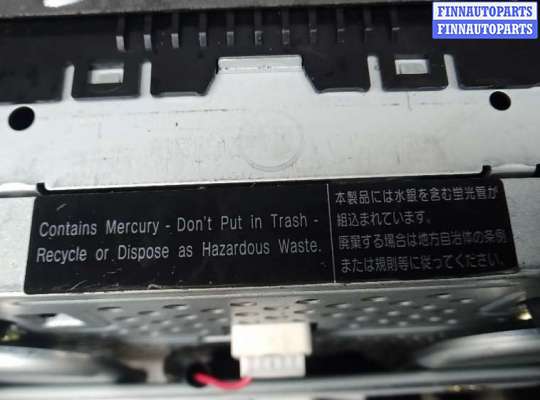 FINNAUTOPARTS
FINNAUTOPARTS
Contains Mercury - Don't Put in Trash -
Recycle or Dispose as Hazardous Waste.
本製品には水銀を含む蛍光管が
組込まれています。
廃棄する場合は地方自治体の条例
または規則等に従ってください。